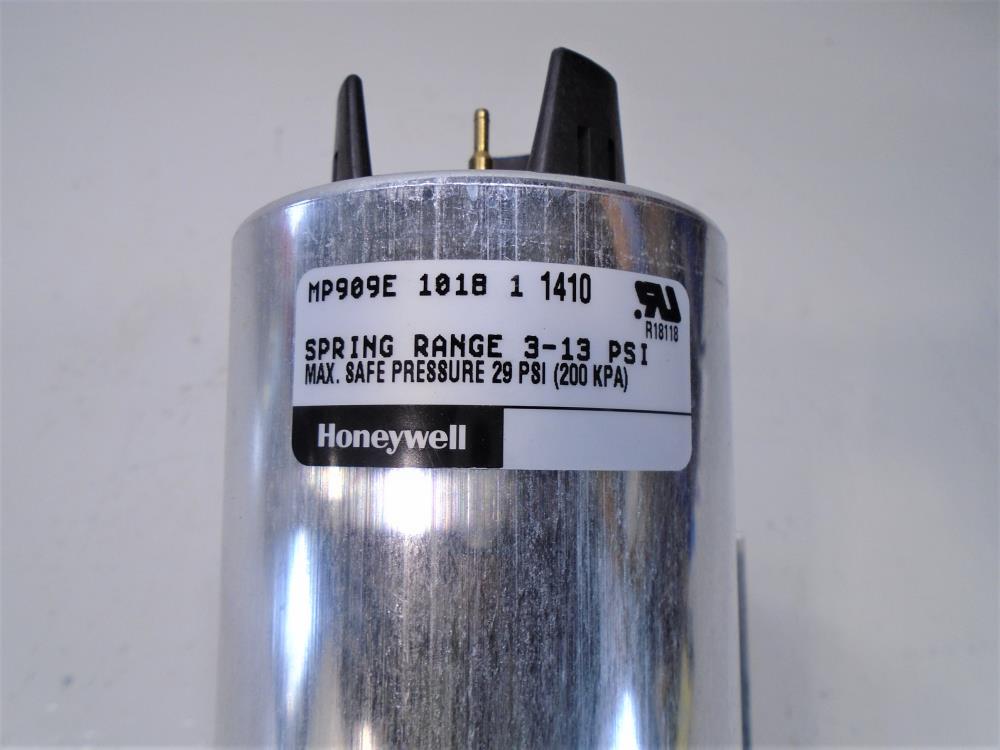 MP909E 1018 1 1410
R18118
SPRING RANGE 3-13 PSI
MAX. SAFE PRESSURE 29 PSI (200 KPA)
Honeywell